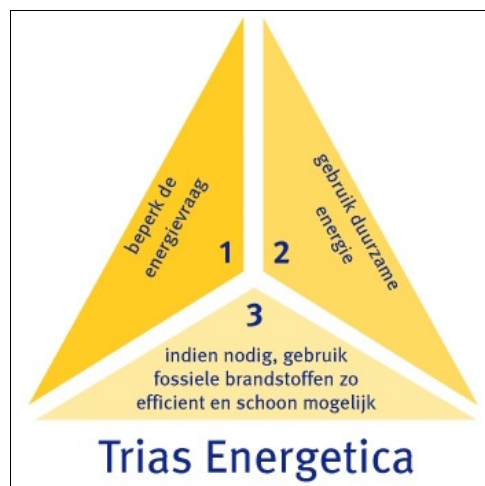 beperk de
energievraag
1
gebruik duurzame
energie
2
3
indien nodig, gebruik
fossiele brandstoffen zo
efficient en schoon mogelijk
Trias Energetica